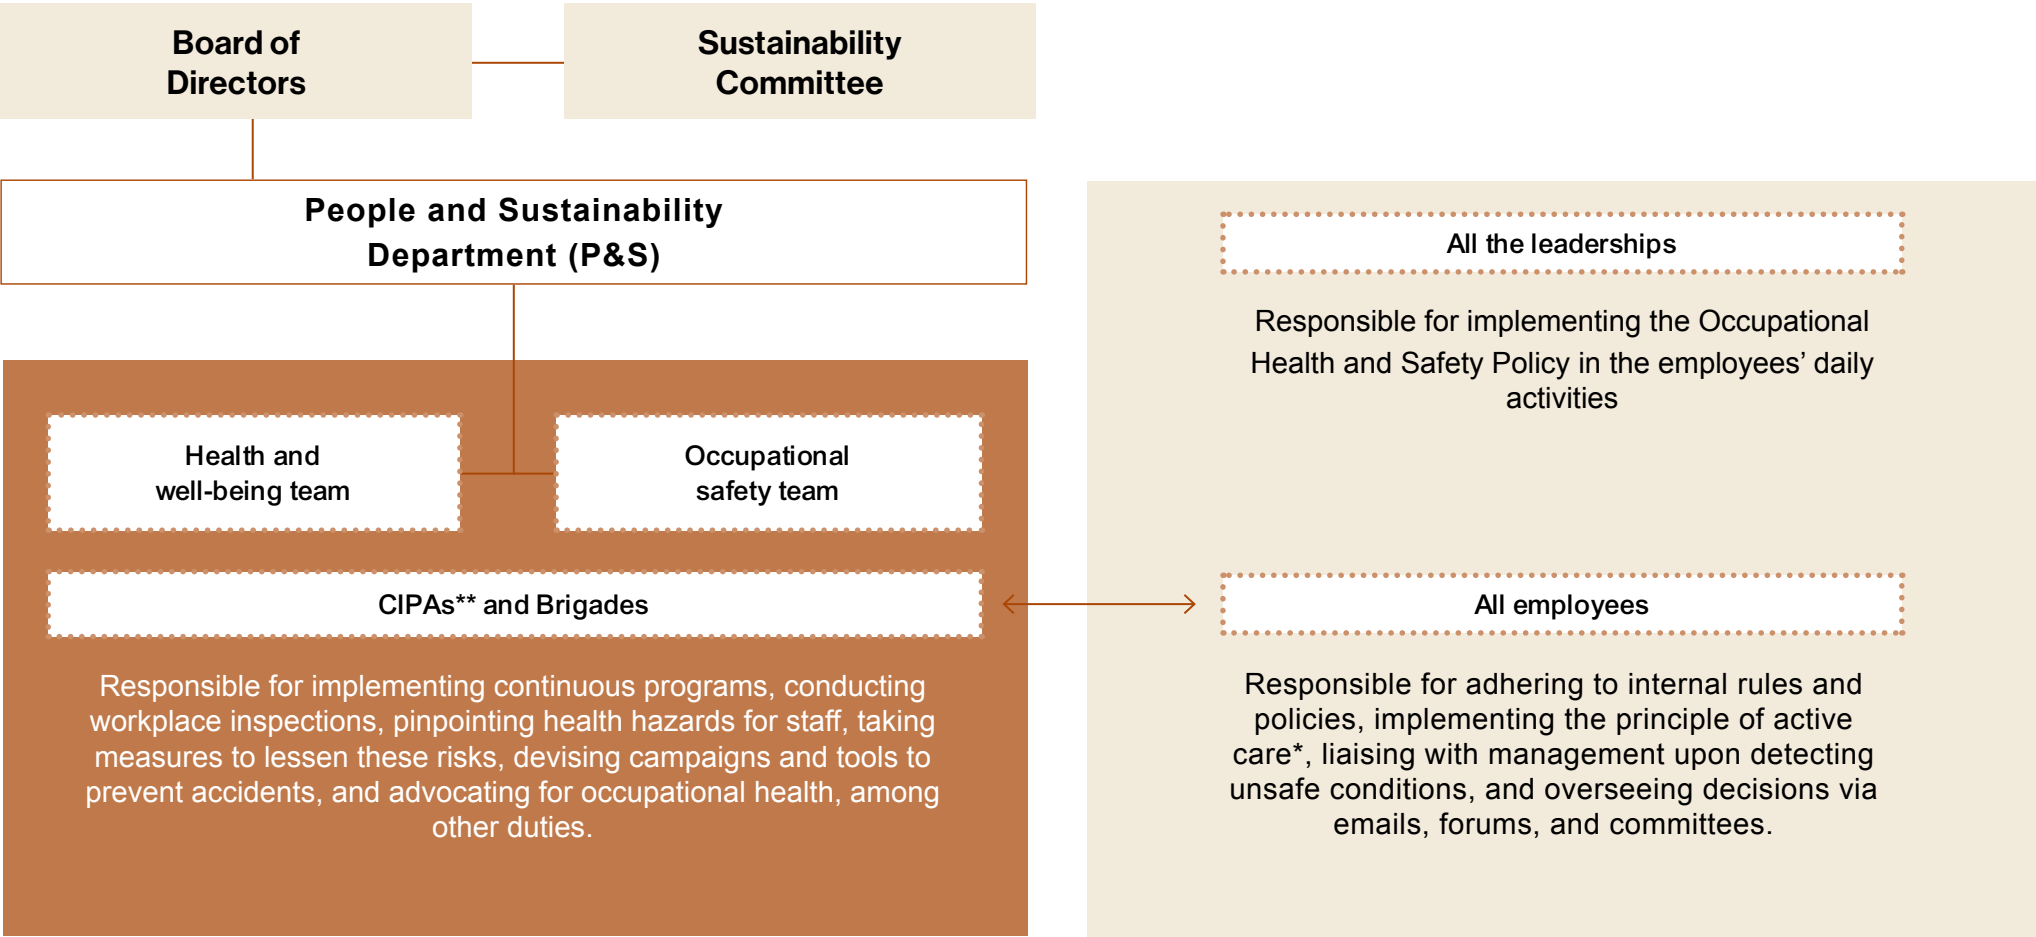 Board of
Directors
Sustainability
Committee
People and Sustainability
Department (P&S)
Health and
well-being team
Occupational
safety team
CIPAs** and Brigades
Responsible for implementing continuous programs, conducting
workplace inspections, pinpointing health hazards for staff, taking
measures to lessen these risks, devising campaigns and tools to
prevent accidents, and advocating for occupational health, among
other duties.
All the leaderships
Responsible for implementing the Occupational
Health and Safety Policy in the employees’ daily
activities
All employees
Responsible for adhering to internal rules and
policies, implementing the principle of active
care*, liaising with management upon detecting
unsafe conditions, and overseeing decisions via
emails, forums, and committees.